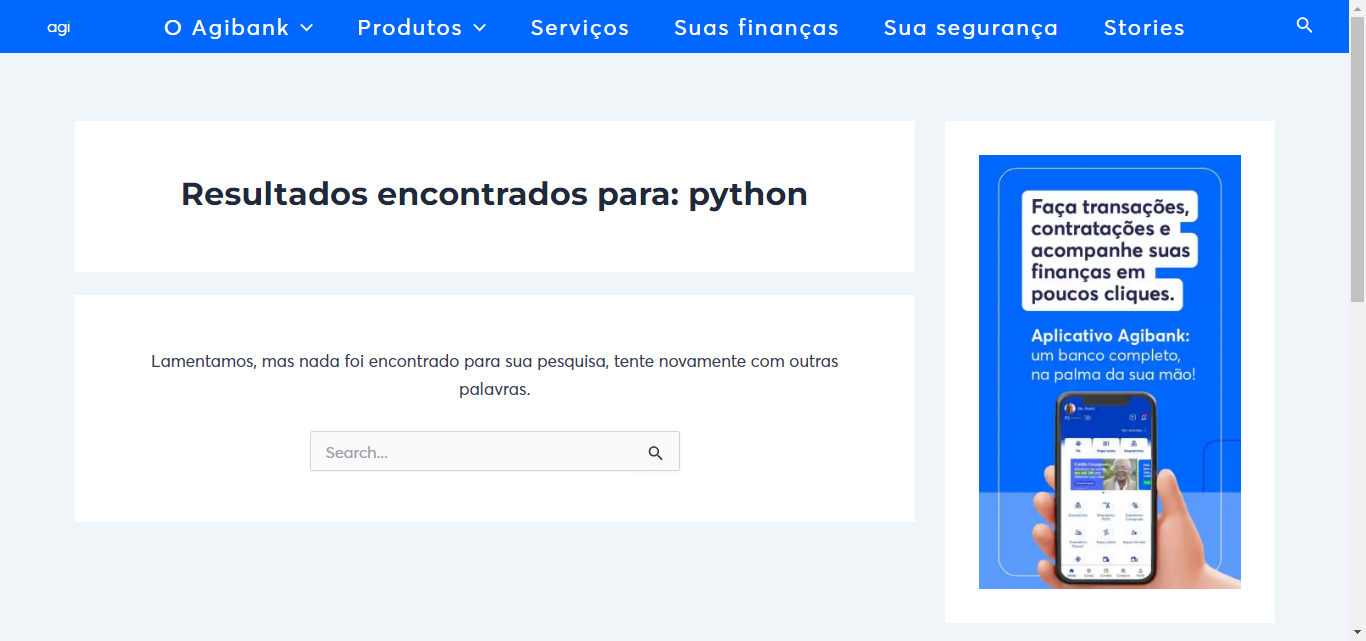 agi
O Agibank
Produtos
Serviços
Suas finanças
Sua segurança
Stories
Resultados encontrados para: python
Lamentamos, mas nada foi encontrado para sua pesquisa, tente novamente com outras
palavras.
Search...
Faça transações,
contratações e
acompanhe suas
finanças em
poucos cliques.
Aplicativo Agibank:
um banco completo,
na palma da sua mão!